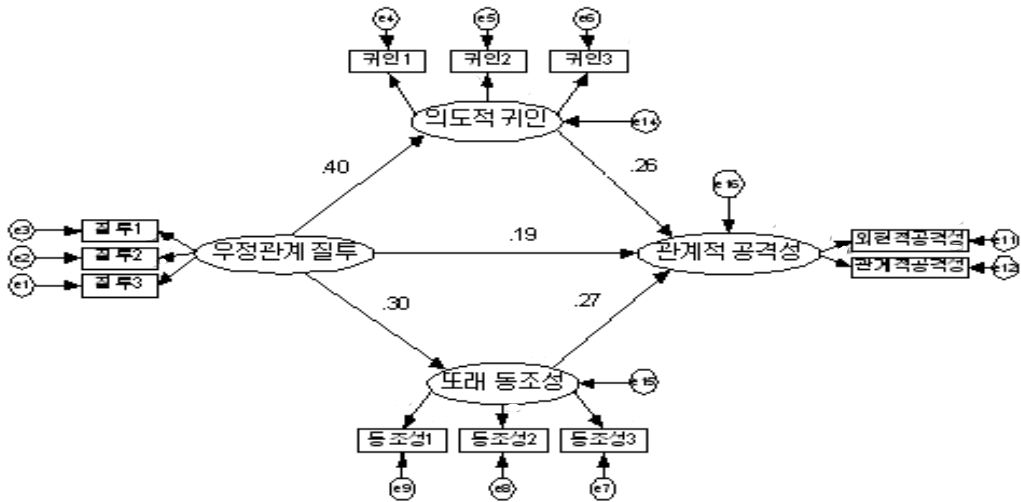 e4
e5
e6
귀인1
귀인2
귀인3
의도적 귀인
e14
.40
.26
e16
e3
질투1
우정관계 질투
.19
관계적 공격성
외현적공격성
e11
e2
질투2
관계적공격성
e12
e1
질투3
.30
.27
또래 동조성
e15
동조성1
동조성2
동조성3
e9
e8
e7